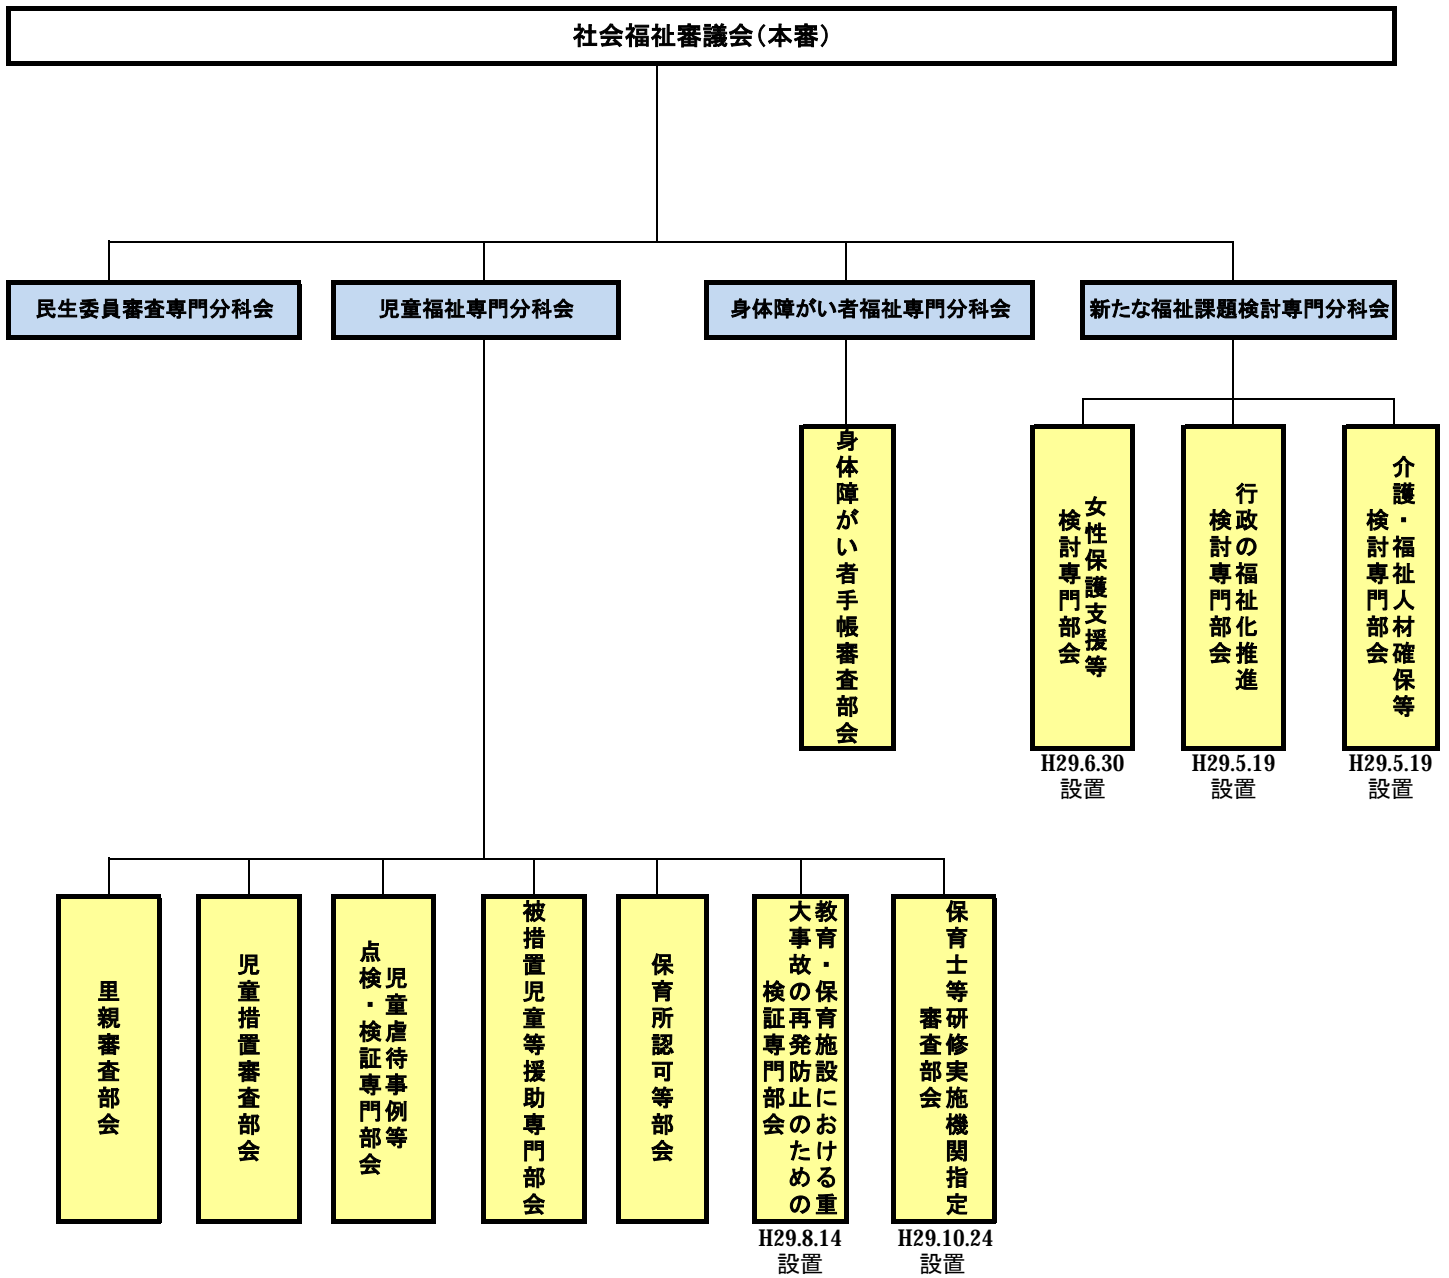 社会福祉審議会（本審）
民生委員審査専門分科会
児童福祉専門分科会
身体障がい者福祉専門分科会
新たな福祉課題検討専門分科会
身体障がい者手帳審査部会
女性保護支援等
検討専門部会
H29.6.30
設置
行政の福祉化推進
検討専門部会
H29.5.19
設置
介護・福祉人材確保等
検討専門部会
H29.5.19
設置
里親審査部会
児童措置審査部会
児童虐待事例等
点検・検証専門部会
被措置児童等援助専門部会
保育所認可等部会
教育・保育施設における重
大事故の再発防止のための
検証専門部会
H29.8.14
設置
保育士等研修実施機関指定
審査部会
H29.10.24
設置